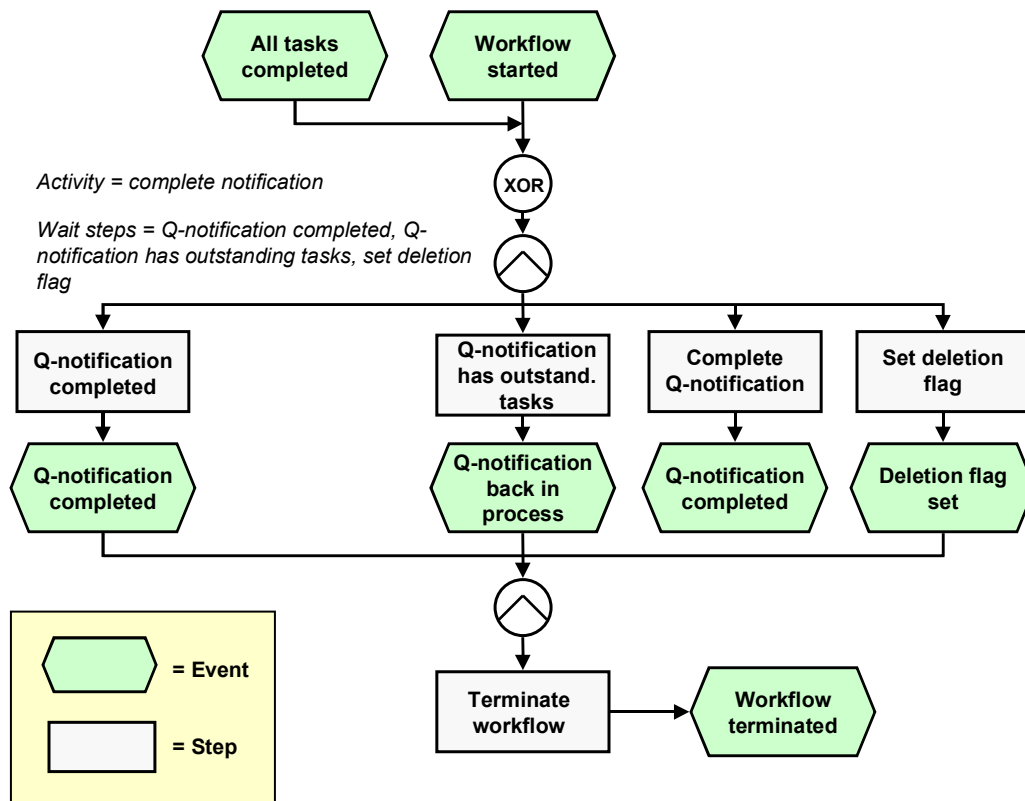 All tasks
completed
Workflow
started
XOR
Activity = complete notification
Wait steps = Q-notification completed, Q-
notification has outstanding tasks, set deletion
flag
Q-notification
completed
Q-notification
has outstand.
tasks
Complete
Q-notification
Set deletion
flag
Q-notification
completed
Q-notification
back in
process
Q-notification
completed
Deletion flag
set
= Event
= Step
Terminate
workflow
Workflow
terminated